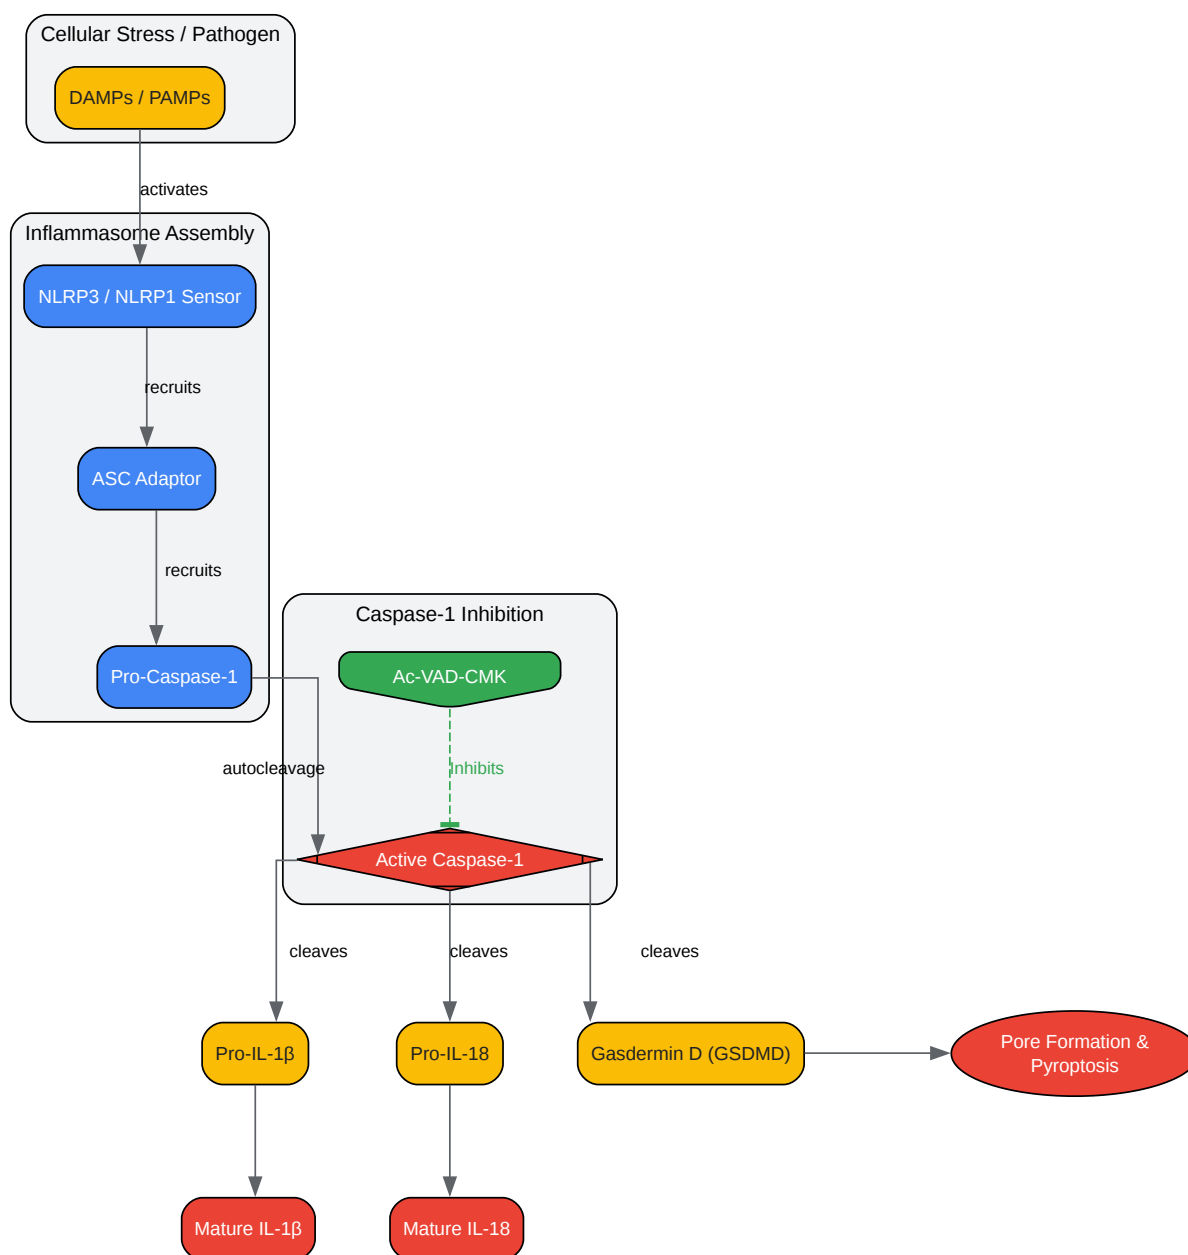 Cellular Stress / Pathogen
DAMPs / PAMPs
activates
Inflammasome Assembly
NLRP3 / NLRP1 Sensor
recruits
ASC Adaptor
recruits
Caspase-1 Inhibition
Pro-Caspase-1
Ac-VAD-CMK
autocleavage
Inhibits
Active Caspase-1
cleaves
cleaves
cleaves
Pro-IL-1β
Pro-IL-18
Gasdermin D (GSDMD)
Pore Formation &
Pyroptosis
Mature IL-1β
Mature IL-18